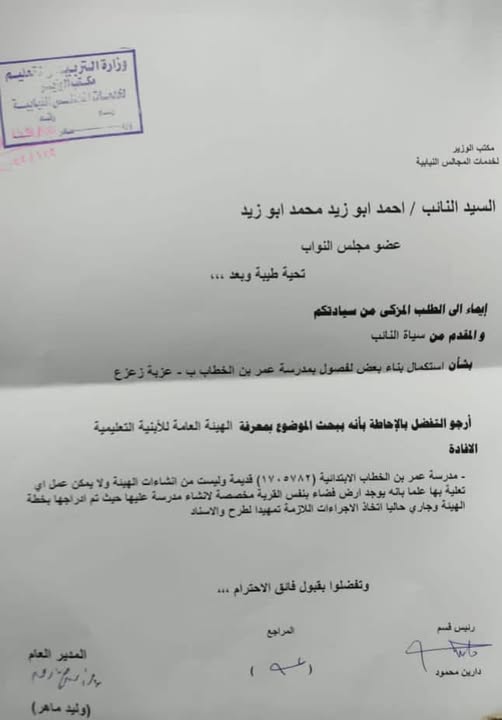 وزارة التربية والتعليم
مكتب الوزير
لخدمات المجالس النيابية
مكتب الوزير
لخدمات المجالس النيابية
السيد النائب / احمد ابو زيد محمد ابو زيد
عضو مجلس النواب
تحية طيبة وبعد ,,,
إيماء الى الطلب المزكى من سيادتكم
و المقدم من سياة النائب
بشأن استكمال بناء بعض لفصول بمدرسة عمر بن الخطاب ب - عزبة زعزع
أرجو التفضل بالإحاطة بأنه ببحث الموضوع بمعرفة الهيئة العامة للأبنية التعليمية
الافادة
- مدرسة عمر بن الخطاب الابتدائية (١٧٠٥٧٨٢) قديمة وليست من انشاءات الهيئة ولا يمكن عمل اي
تعلية بها علما بانه يوجد ارض فضاء بنفس القرية مخصصة لانشاء مدرسة عليها حيث تم ادراجها بخطة
الهيئة وجاري حاليا اتخاذ الاجراءات اللازمة تمهيدا لطرح والاسناد
وتفضلوا بقبول فائق الاحترام ,,,
رئيس قسم
المراجع
المدير العام
دارين محمود
( )
(وليد ماهر)